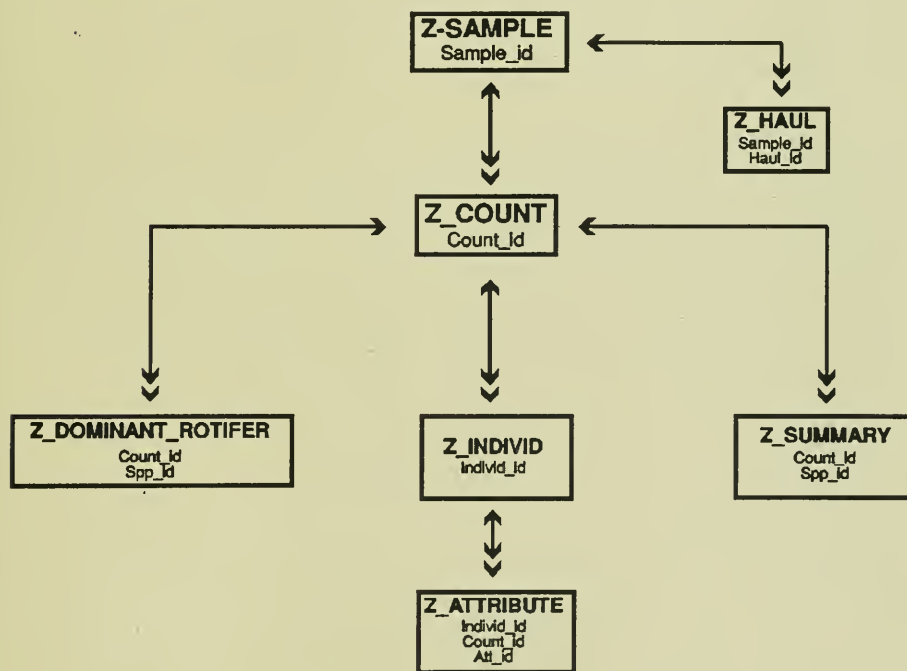 Z-SAMPLE
Sample_id
Z_HAUL
Sample_id
Haul_id
Z_COUNT
Count_id
Z_DOMINANT_ROTIFER
Count_id
Spp_id
Z_INDIVID
Individ_id
Z_SUMMARY
Count_id
Spp_id
Z_ATTRIBUTE
Individ_id
Count_id
Att_id